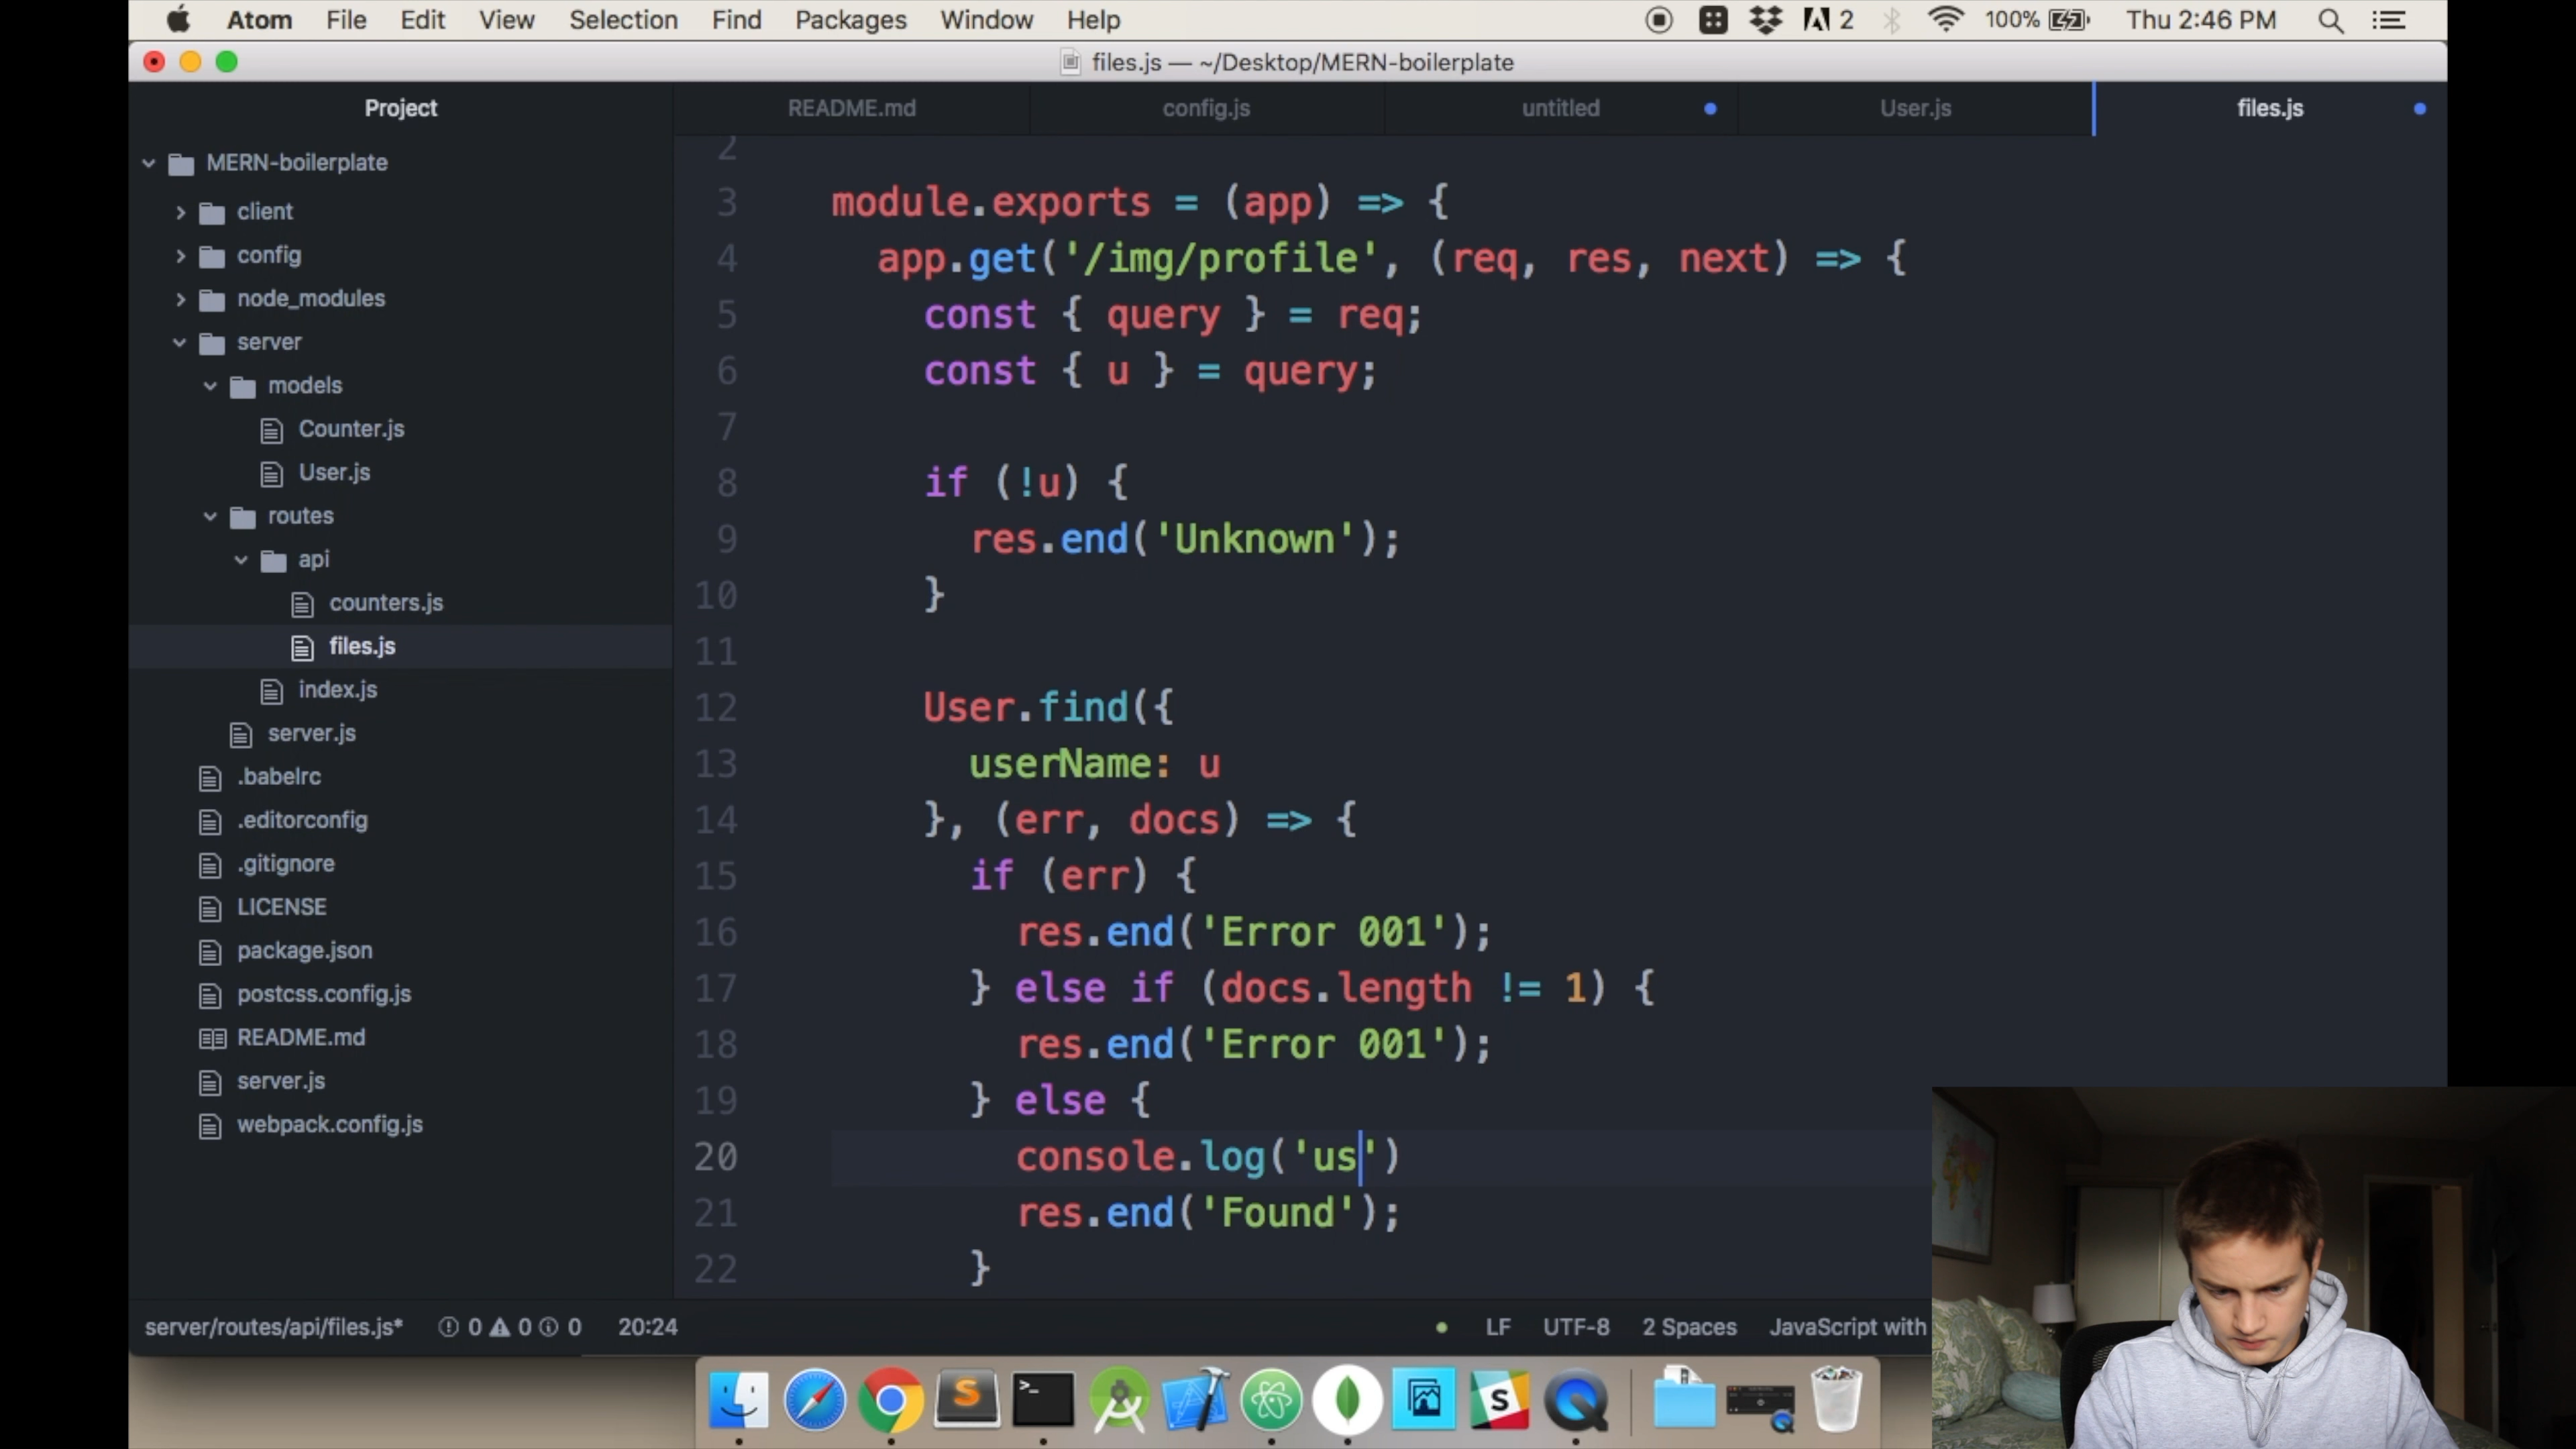 Atom File Edit View Selection Find Packages Window Help 2 100% Thu 2:46 PM
files.js — ~/Desktop/MERN-boilerplate
Project
README.md
config.js
untitled
User.js
files.js
MERN-boilerplate
client
config
node_modules
server
models
Counter.js
User.js
routes
api
counters.js
files.js
index.js
server.js
.babelrc
.editorconfig
.gitignore
LICENSE
package.json
postcss.config.js
README.md
server.js
webpack.config.js
2
3 module.exports = (app) => {
4 app.get('/img/profile', (req, res, next) => {
5 const { query } = req;
6 const { u } = query;
7
8 if (!u) {
9 res.end('Unknown');
10 }
11
12 User.find({
13 userName: u
14 }, (err, docs) => {
15 if (err) {
16 res.end('Error 001');
17 } else if (docs.length != 1) {
18 res.end('Error 001');
19 } else {
20 console.log('us')
21 res.end('Found');
22 }
server/routes/api/files.js* 0 0 0 20:24 LF UTF-8 2 Spaces JavaScript with